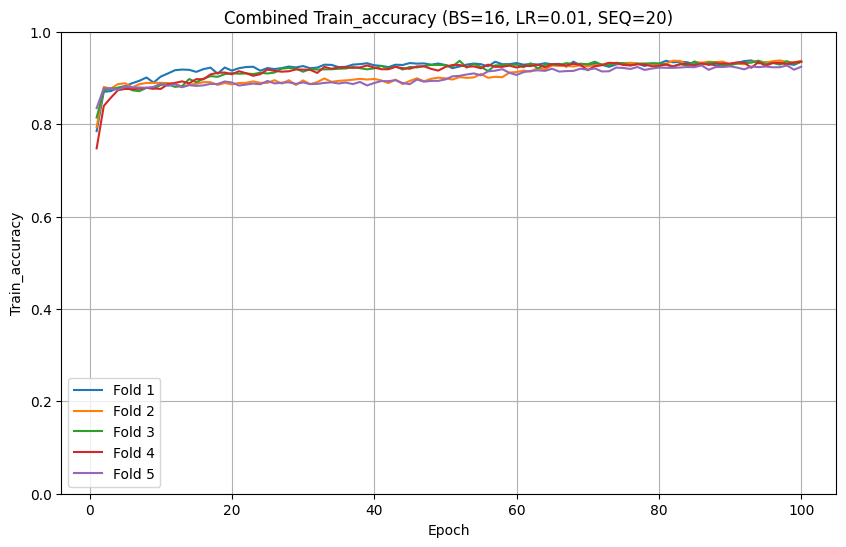 Combined Train_accuracy (BS=16, LR=0.01, SEQ=20)
Train_accuracy
1.0
0.8
0.6
0.4
0.2
0.0
Fold 1
Fold 2
Fold 3
Fold 4
Fold 5
0 20 40 60 80 100
Epoch